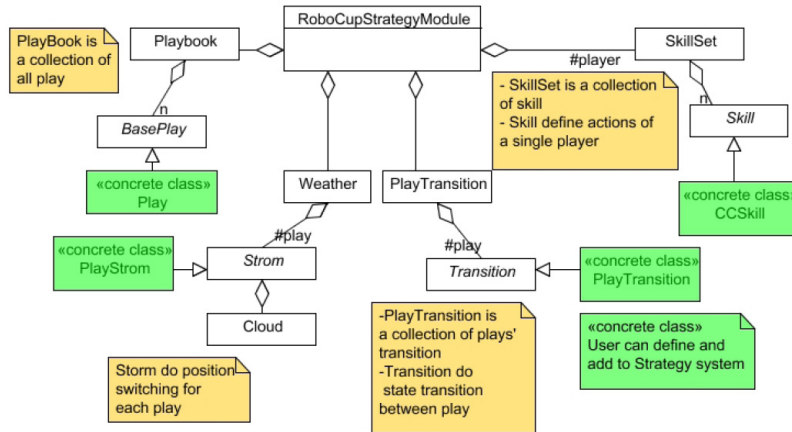 RoboCupStrategyModule
PlayBook is
a collection of
all play
Playbook
SkillSet
#player
n
BasePlay
- SkillSet is a collection
of skill
- Skill define actions of
a single player
n
Skill
«concrete class»
Play
Weather
PlayTransition
«concrete class»
CCSkill
#play
#play
«concrete class»
PlayStrom
Strom
Transition
«concrete class»
PlayTransition
Cloud
-PlayTransition is
a collection of plays'
transition
-Transition do
state transition
between play
«concrete class»
User can define and
add to Strategy system
Storm do position
switching for
each play